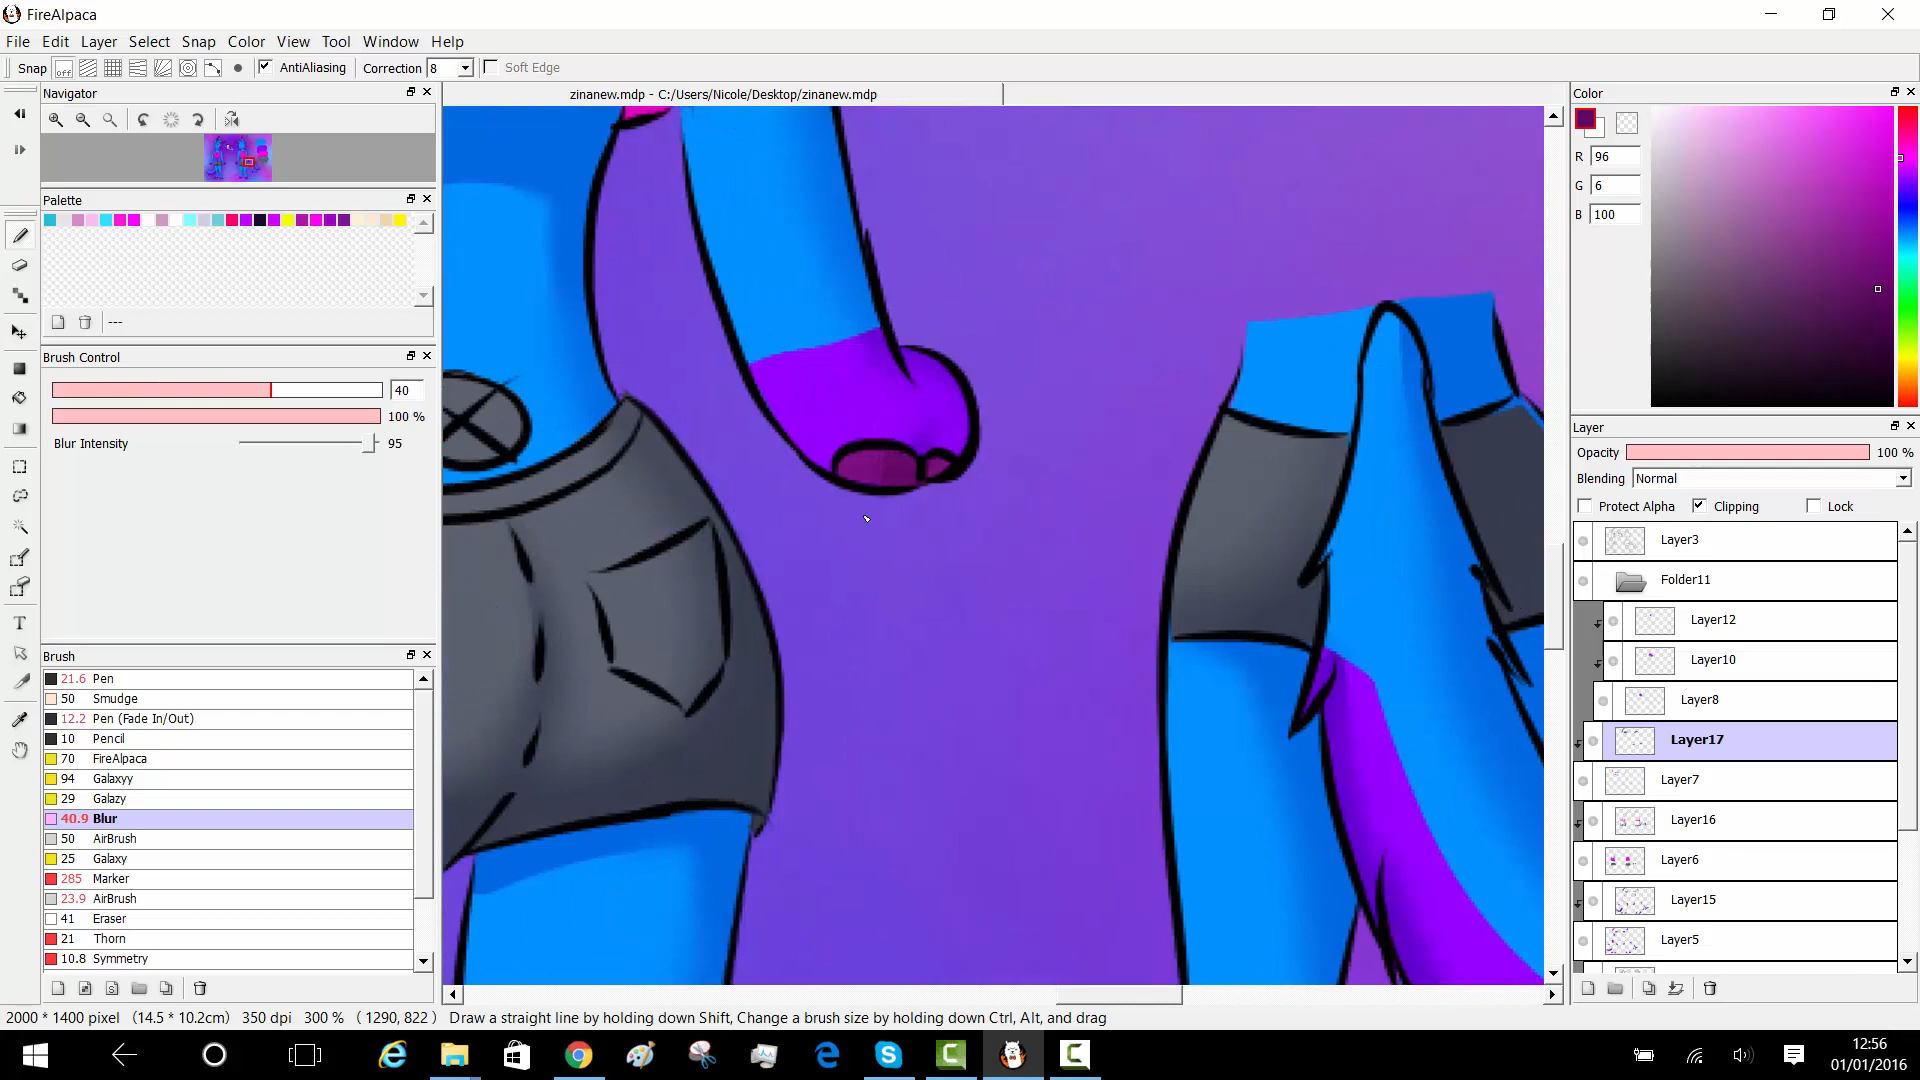 FireAlpaca
File Edit Layer Select Snap Color View Tool Window Help
Snap off AntiAliasing Correction 8 Soft Edge
Navigator
zinanew.mdp - C:/Users/Nicole/Desktop/zinanew.mdp
Color
R 96
G 6
B 100
Palette
---
Brush Control
40
100 %
Blur Intensity 95
Layer
Opacity 100 %
Blending Normal
Protect Alpha Clipping Lock
Layer3
Folder11
Layer12
Layer10
Layer8
Layer17
Layer7
Layer16
Layer6
Layer15
Layer5
Brush
21.6 Pen
50 Smudge
12.2 Pen (Fade In/Out)
10 Pencil
70 FireAlpaca
94 Galaxyy
29 Galazy
40.9 Blur
50 AirBrush
25 Galaxy
285 Marker
23.9 AirBrush
41 Eraser
21 Thorn
10.8 Symmetry
2000 * 1400 pixel (14.5 * 10.2cm) 350 dpi 300 % ( 1290, 822 ) Draw a straight line by holding down Shift, Change a brush size by holding down Ctrl, Alt, and drag
12:56
01/01/2016